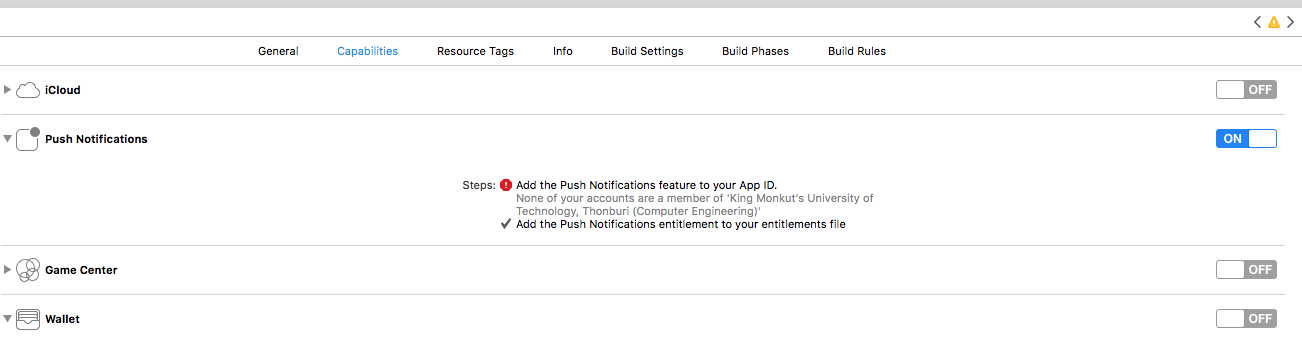 General Capabilities Resource Tags Info Build Settings Build Phases Build Rules
iCloud OFF
Push Notifications ON
Steps: Add the Push Notifications feature to your App ID.
None of your accounts are a member of 'King Monkut's University of
Technology, Thonburi (Computer Engineering)'
Add the Push Notifications entitlement to your entitlements file
Game Center OFF
Wallet OFF